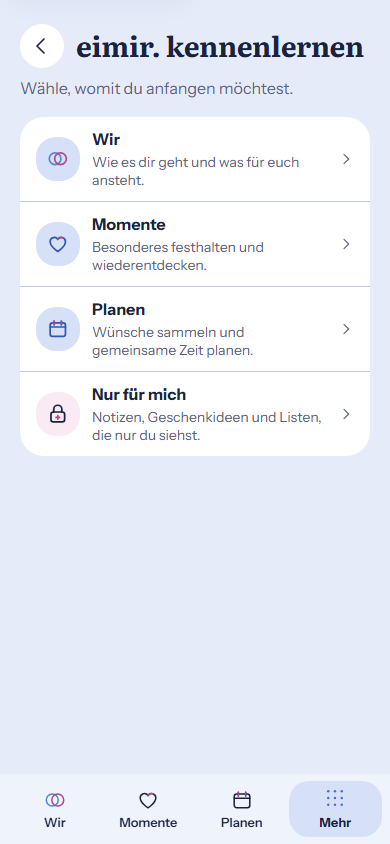 eimir. kennenlernen
Wähle, womit du anfangen möchtest.
Wir
Wie es dir geht und was für euch
ansteht.
Momente
Besonderes festhalten und
wiederentdecken.
Planen
Wünsche sammeln und
gemeinsame Zeit planen.
Nur für mich
Notizen, Geschenkideen und Listen,
die nur du siehst.
Wir
Momente
Planen
Mehr